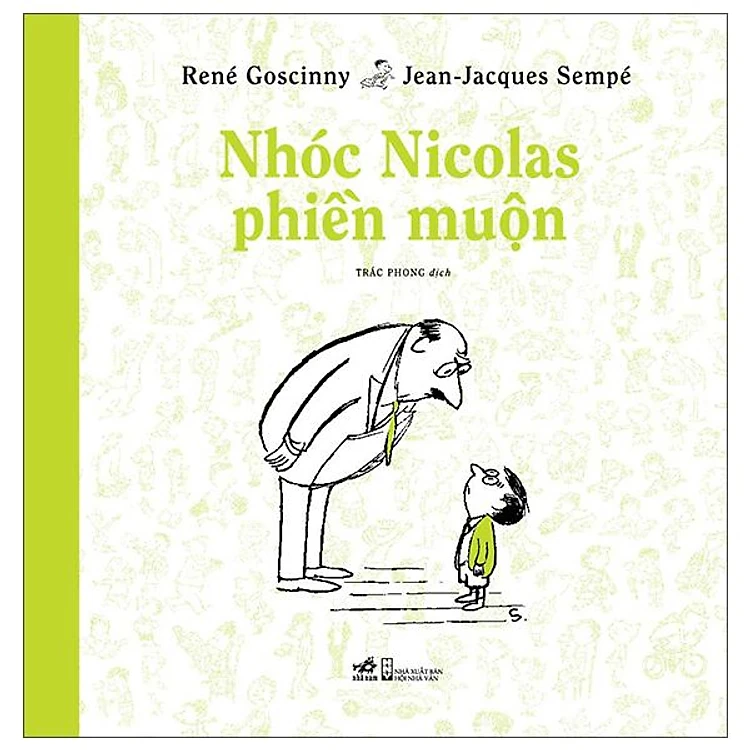 René Goscinny Jean-Jacques Sempé
Nhóc Nicolas
phiền muộn
TRÁC PHONG dịch
S.
nhã nam
NHÀ XUẤT BẢN
HỘI NHÀ VĂN